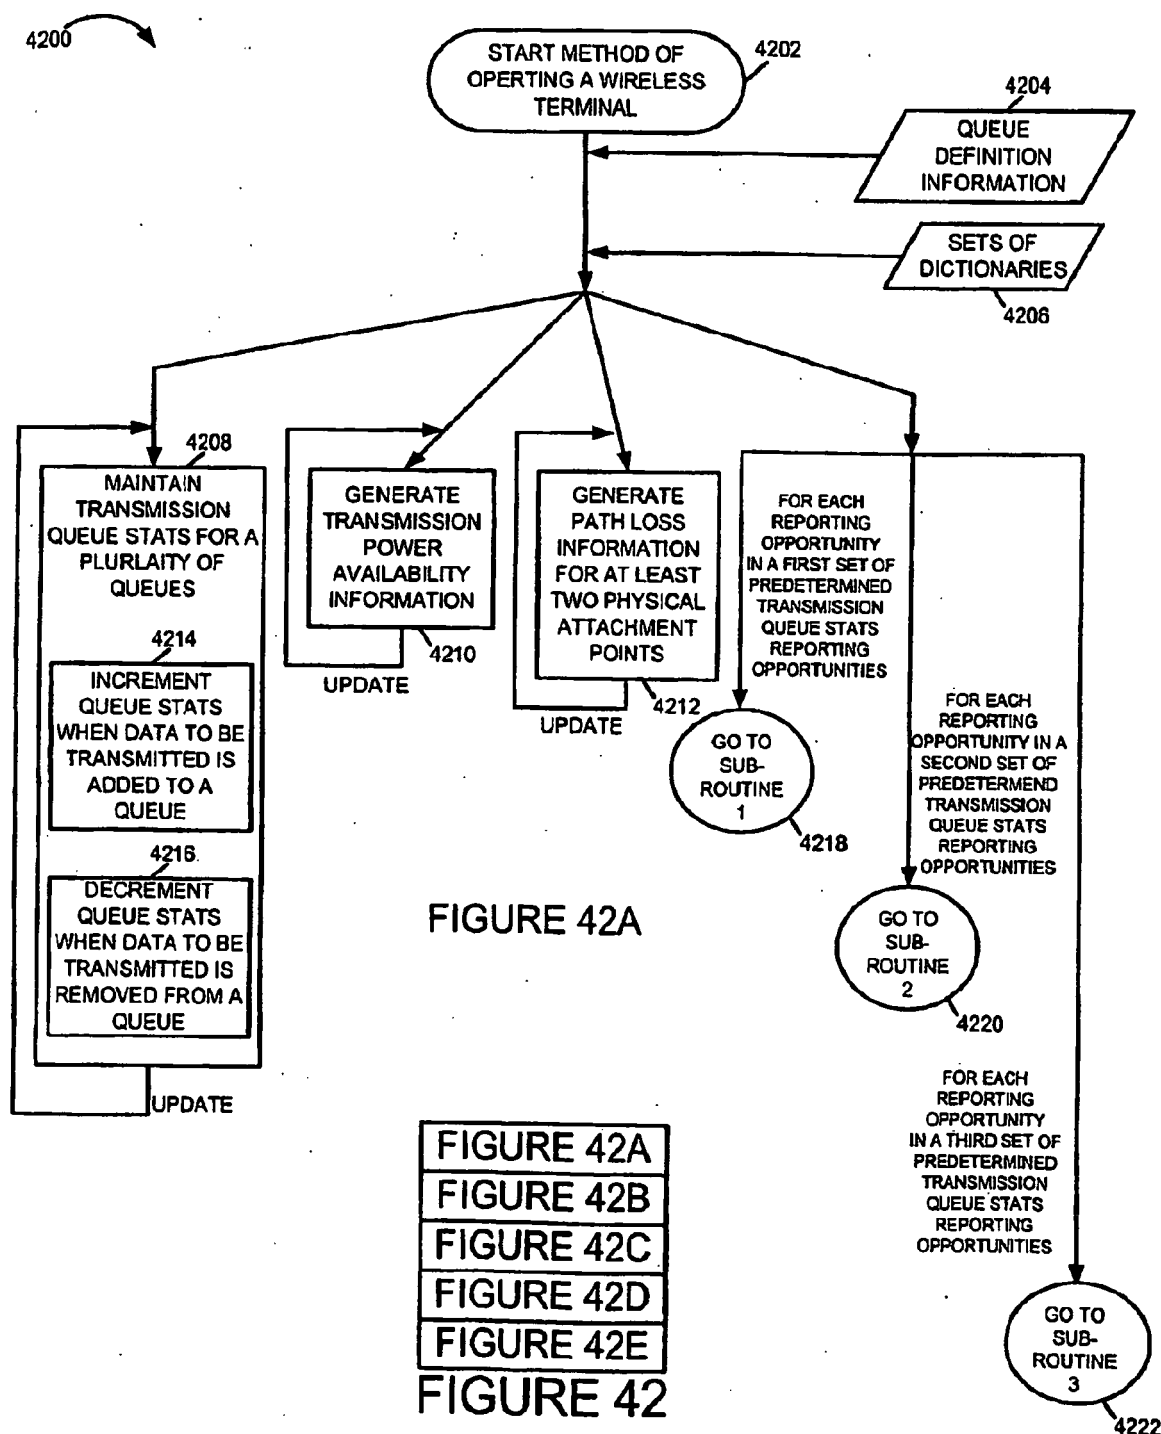 4200
START METHOD OF
OPERTING A WIRELESS
TERMINAL
4202
4204
QUEUE
DEFINITION
INFORMATION
SETS OF
DICTIONARIES
4206
4208
MAINTAIN
TRANSMISSION
QUEUE STATS FOR A
PLURLAITY OF
QUEUES
4214
INCREMENT
QUEUE STATS
WHEN DATA TO BE
TRANSMITTED IS
ADDED TO A
QUEUE
4216
DECREMENT
QUEUE STATS
WHEN DATA TO BE
TRANSMITTED IS
REMOVED FROM A
QUEUE
UPDATE
GENERATE
TRANSMISSION
POWER
AVAILABILITY
INFORMATION
4210
UPDATE
GENERATE
PATH LOSS
INFORMATION
FOR AT LEAST
TWO PHYSICAL
ATTACHMENT
POINTS
4212
UPDATE
FOR EACH
REPORTING
OPPORTUNITY
IN A FIRST SET OF
PREDETERMINED
TRANSMISSION
QUEUE STATS
REPORTING
OPPORTUNITIES
GO TO
SUB-
ROUTINE
1
4218
FOR EACH
REPORTING
OPPORTUNITY IN A
SECOND SET OF
PREDETERMEND
TRANSMISSION
QUEUE STATS
REPORTING
OPPORTUNITIES
GO TO
SUB-
ROUTINE
2
4220
FOR EACH
REPORTING
OPPORTUNITY
IN A THIRD SET OF
PREDETERMINED
TRANSMISSION
QUEUE STATS
REPORTING
OPPORTUNITIES
GO TO
SUB-
ROUTINE
3
4222
FIGURE 42A
FIGURE 42A
FIGURE 42B
FIGURE 42C
FIGURE 42D
FIGURE 42E
FIGURE 42